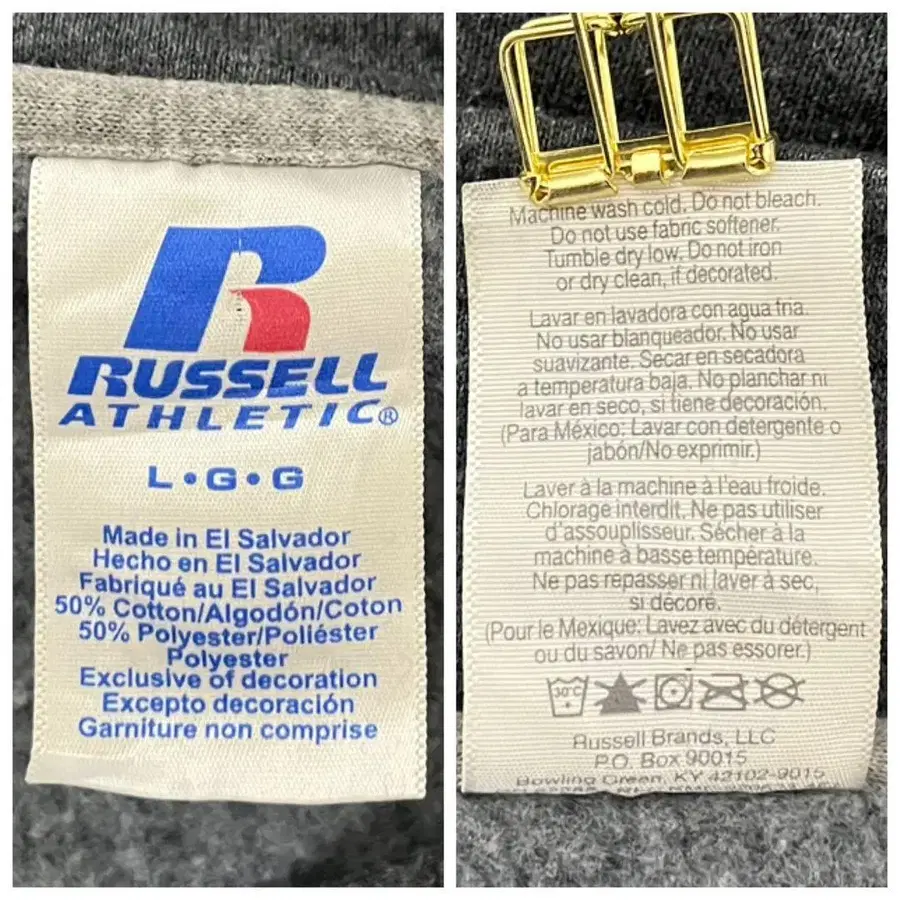 RUSSELL
ATHLETIC®
L•G•G
Made in El Salvador
Hecho en El Salvador
Fabriqué au El Salvador
50% Cotton/Algodón/Coton
50% Polyester/Poliéster
Polyester
Exclusive of decoration
Excepto decoración
Garniture non comprise
Machine wash cold. Do not bleach.
Do not use fabric softener.
Tumble dry low. Do not iron
or dry clean, if decorated.
Lavar en lavadora con agua fria.
No usar blanqueador. No usar
suavizante. Secar en secadora
a temperatura baja. No planchar ni
lavar en seco, si tiene decoración.
(Para México: Lavar con detergente o
jabón/No exprimir.)
Laver à la machine à l'eau froide.
Chlorage interdit. Ne pas utiliser
d'assouplisseur. Sécher à la
machine à basse température.
Ne pas repasser ni laver à sec,
si décoré.
(Pour le Mexique: Lavez avec du détergent
ou du savon/ Ne pas essorer.)
30°C
Russell Brands, LLC
P.O. Box 90015
Bowling Green, KY 42102-9015